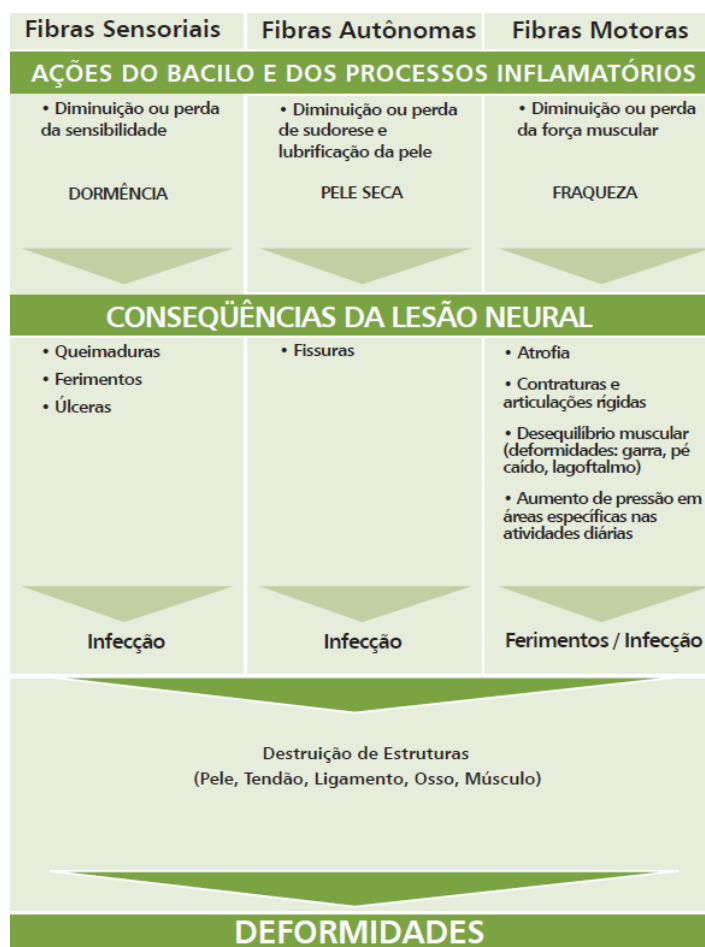 Fibras Sensoriais
Fibras Autônomas
Fibras Motoras
AÇÕES DO BACILO E DOS PROCESSOS INFLAMATÓRIOS
• Diminuição ou perda
da sensibilidade
DORMÊNCIA
• Diminuição ou perda
de sudorese e
lubrificação da pele
PELE SECA
• Diminuição ou perda
da força muscular
FRAQUEZA
CONSEQÜÊNCIAS DA LESÃO NEURAL
• Queimaduras
• Ferimentos
• Úlceras
Infecção
• Fissuras
Infecção
• Atrofia
• Contraturas e
articulações rígidas
• Desequilíbrio muscular
(deformidades: garra, pé
caído, lagoftalmo)
• Aumento de pressão em
áreas específicas nas
atividades diárias
Ferimentos / Infecção
Destruição de Estruturas
(Pele, Tendão, Ligamento, Osso, Músculo)
DEFORMIDADES